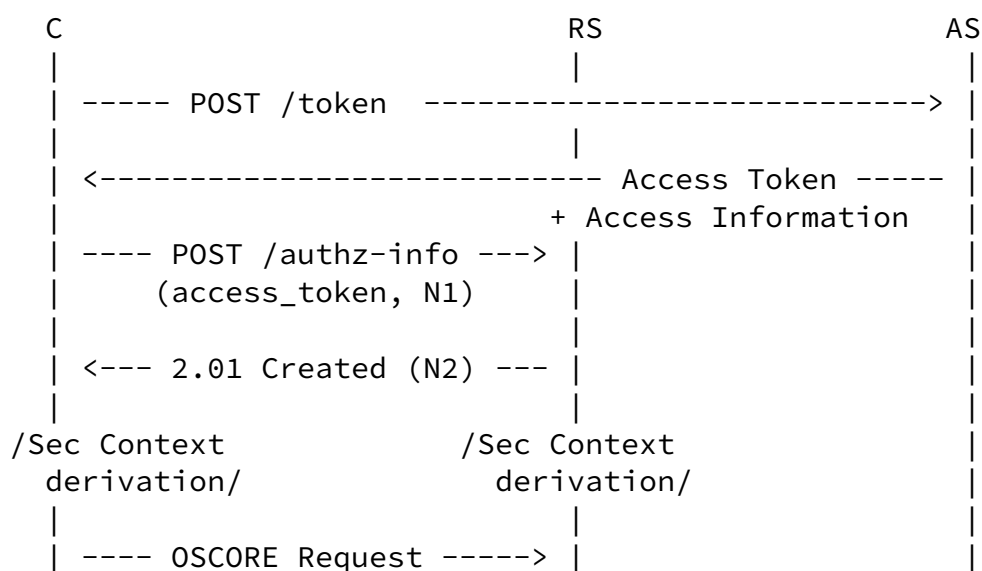 C RS AS
----- POST /token ---------------------------->
<---------------------------- Access Token -----
+ Access Information
---- POST /authz-info --->
(access_token, N1)
<--- 2.01 Created (N2) ---
/Sec Context /Sec Context
derivation/ derivation/
---- OSCORE Request ----->